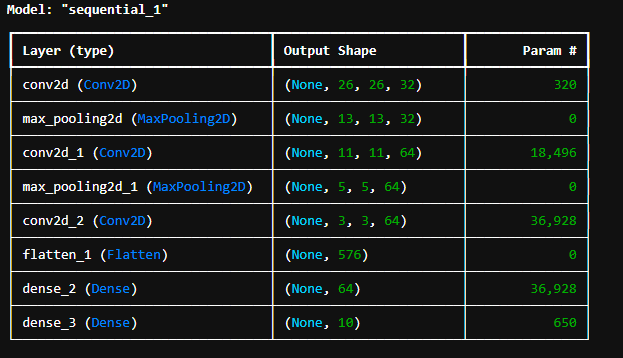 Model: "sequential_1"
Layer (type) Output Shape Param #
conv2d (Conv2D) (None, 26, 26, 32) 320
max_pooling2d (MaxPooling2D) (None, 13, 13, 32) 0
conv2d_1 (Conv2D) (None, 11, 11, 64) 18,496
max_pooling2d_1 (MaxPooling2D) (None, 5, 5, 64) 0
conv2d_2 (Conv2D) (None, 3, 3, 64) 36,928
flatten_1 (Flatten) (None, 576) 0
dense_2 (Dense) (None, 64) 36,928
dense_3 (Dense) (None, 10) 650